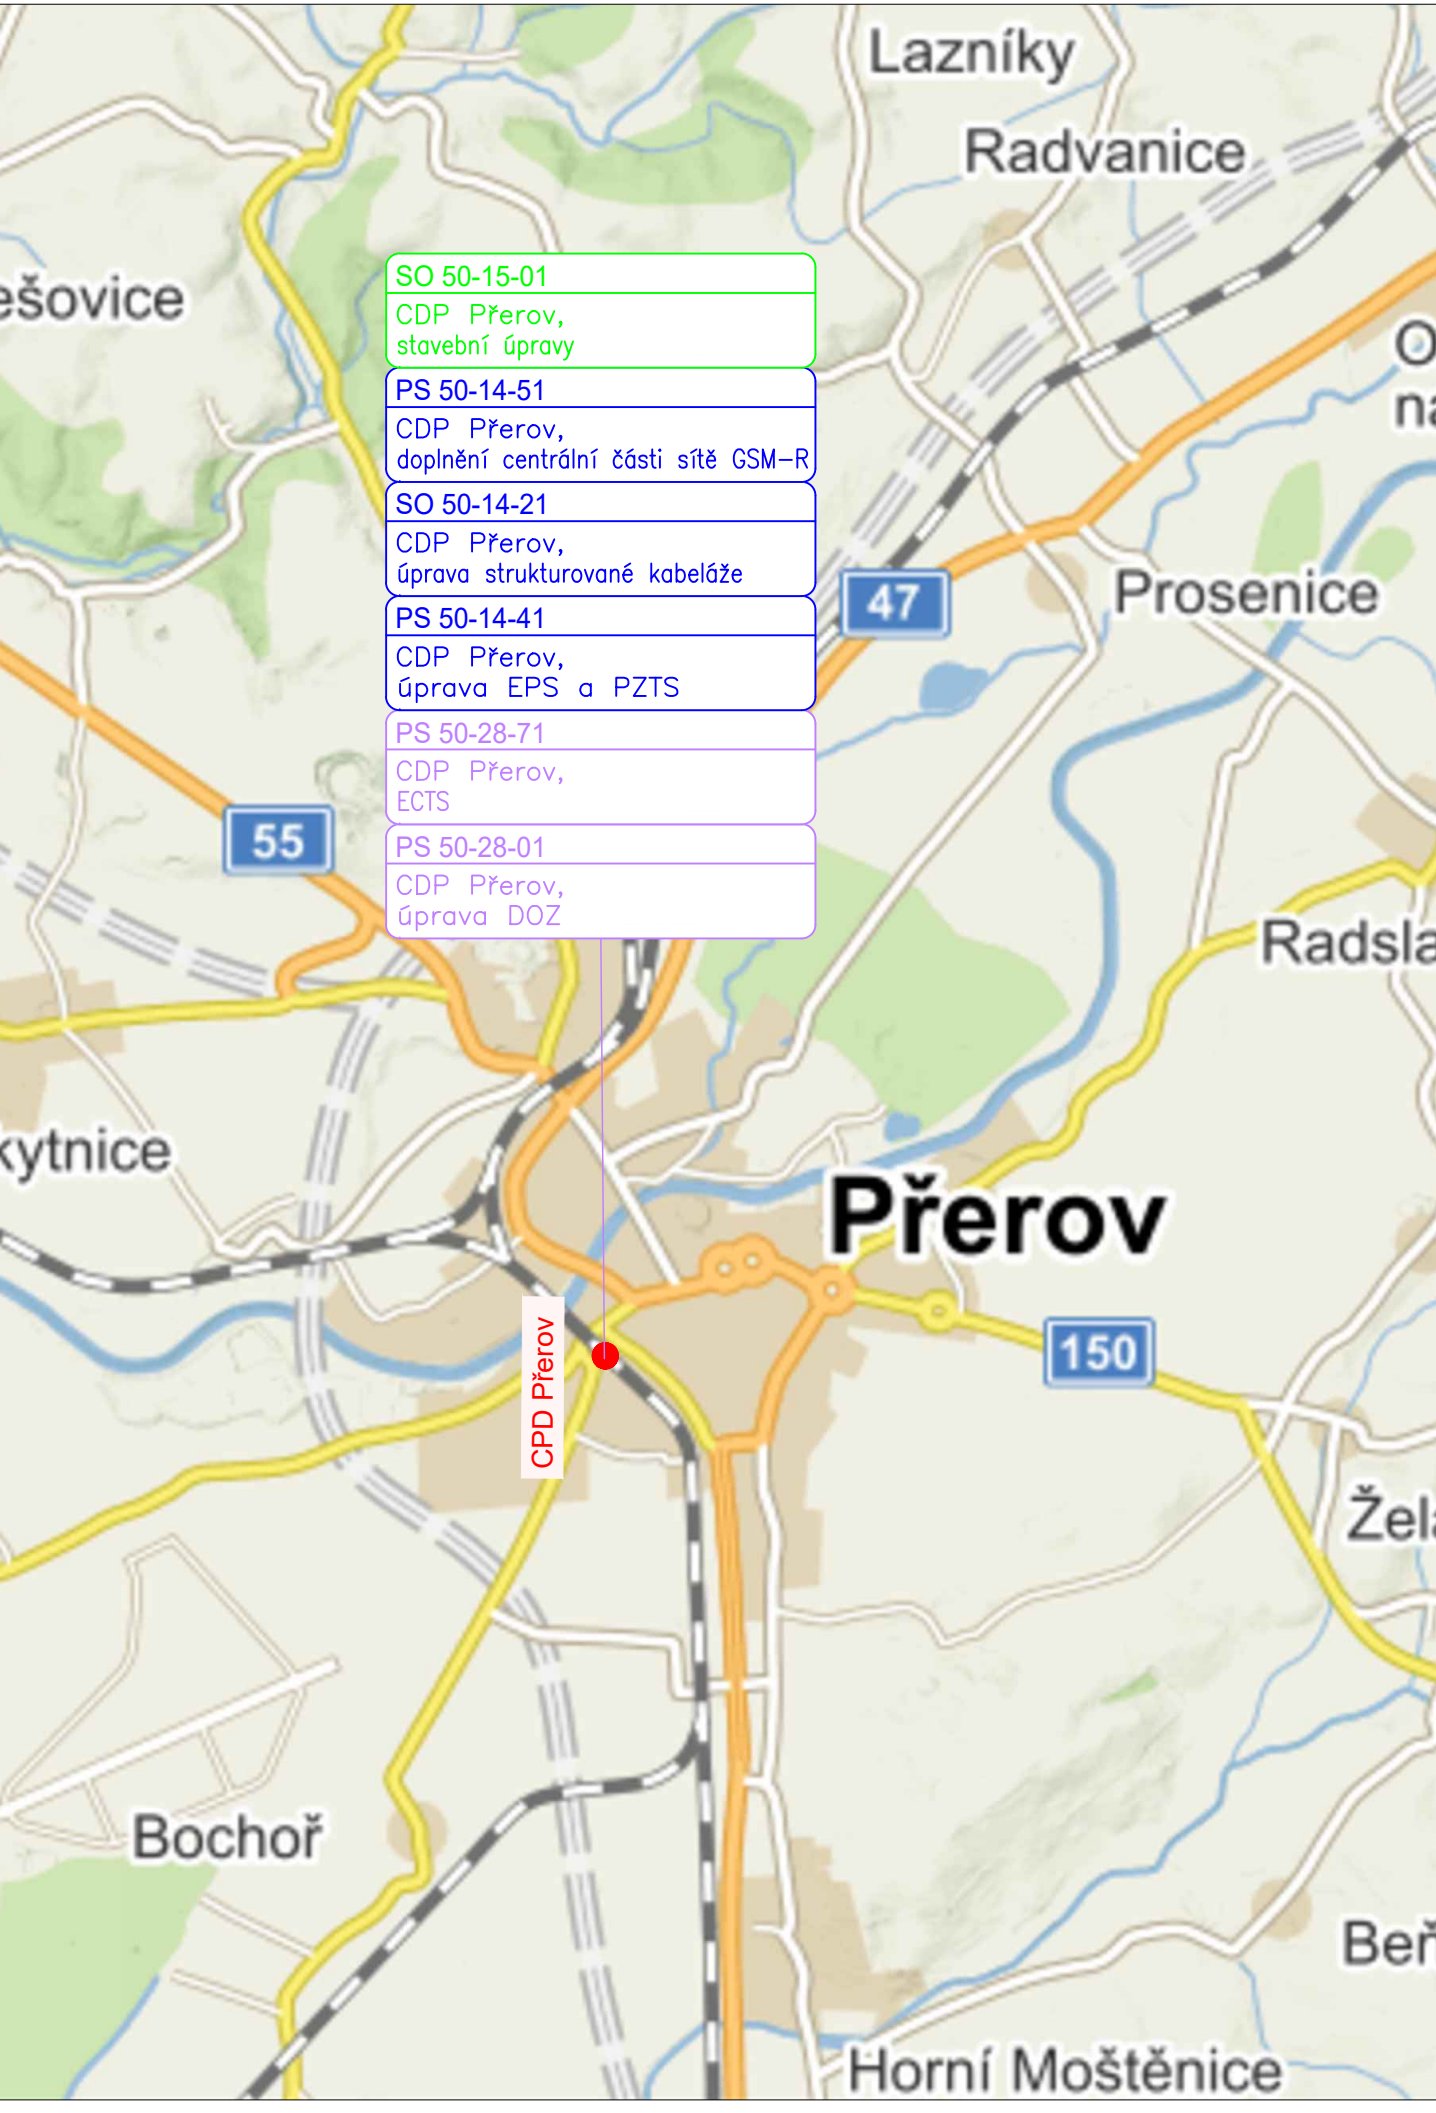 Lazníky
Radvanice
ešovice
SO 50-15-01
CDP Přerov,
stavební úpravy
PS 50-14-51
CDP Přerov,
doplnění centrální části sítě GSM-R
SO 50-14-21
CDP Přerov,
úprava strukturované kabeláže
PS 50-14-41
CDP Přerov,
úprava EPS a PZTS
PS 50-28-71
CDP Přerov,
ECTS
PS 50-28-01
CDP Přerov,
úprava DOZ
O
na
47
Prosenice
55
Radsla
kytnice
Přerov
CPD Přerov
150
Žela
Bochoř
Beň
Horní Moštěnice